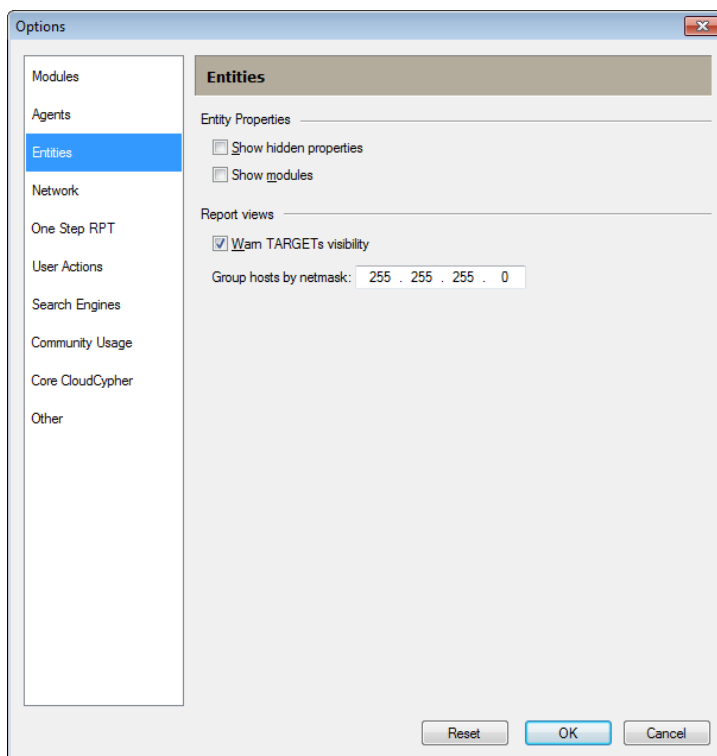 Options
Modules
Agents
Entities
Network
One Step RPT
User Actions
Search Engines
Community Usage
Core CloudCypher
Other
Entities
Entity Properties
Show hidden properties
Show modules
Report views
Warn TARGETs visibility
Group hosts by netmask: 255 . 255 . 255 . 0
Reset OK Cancel